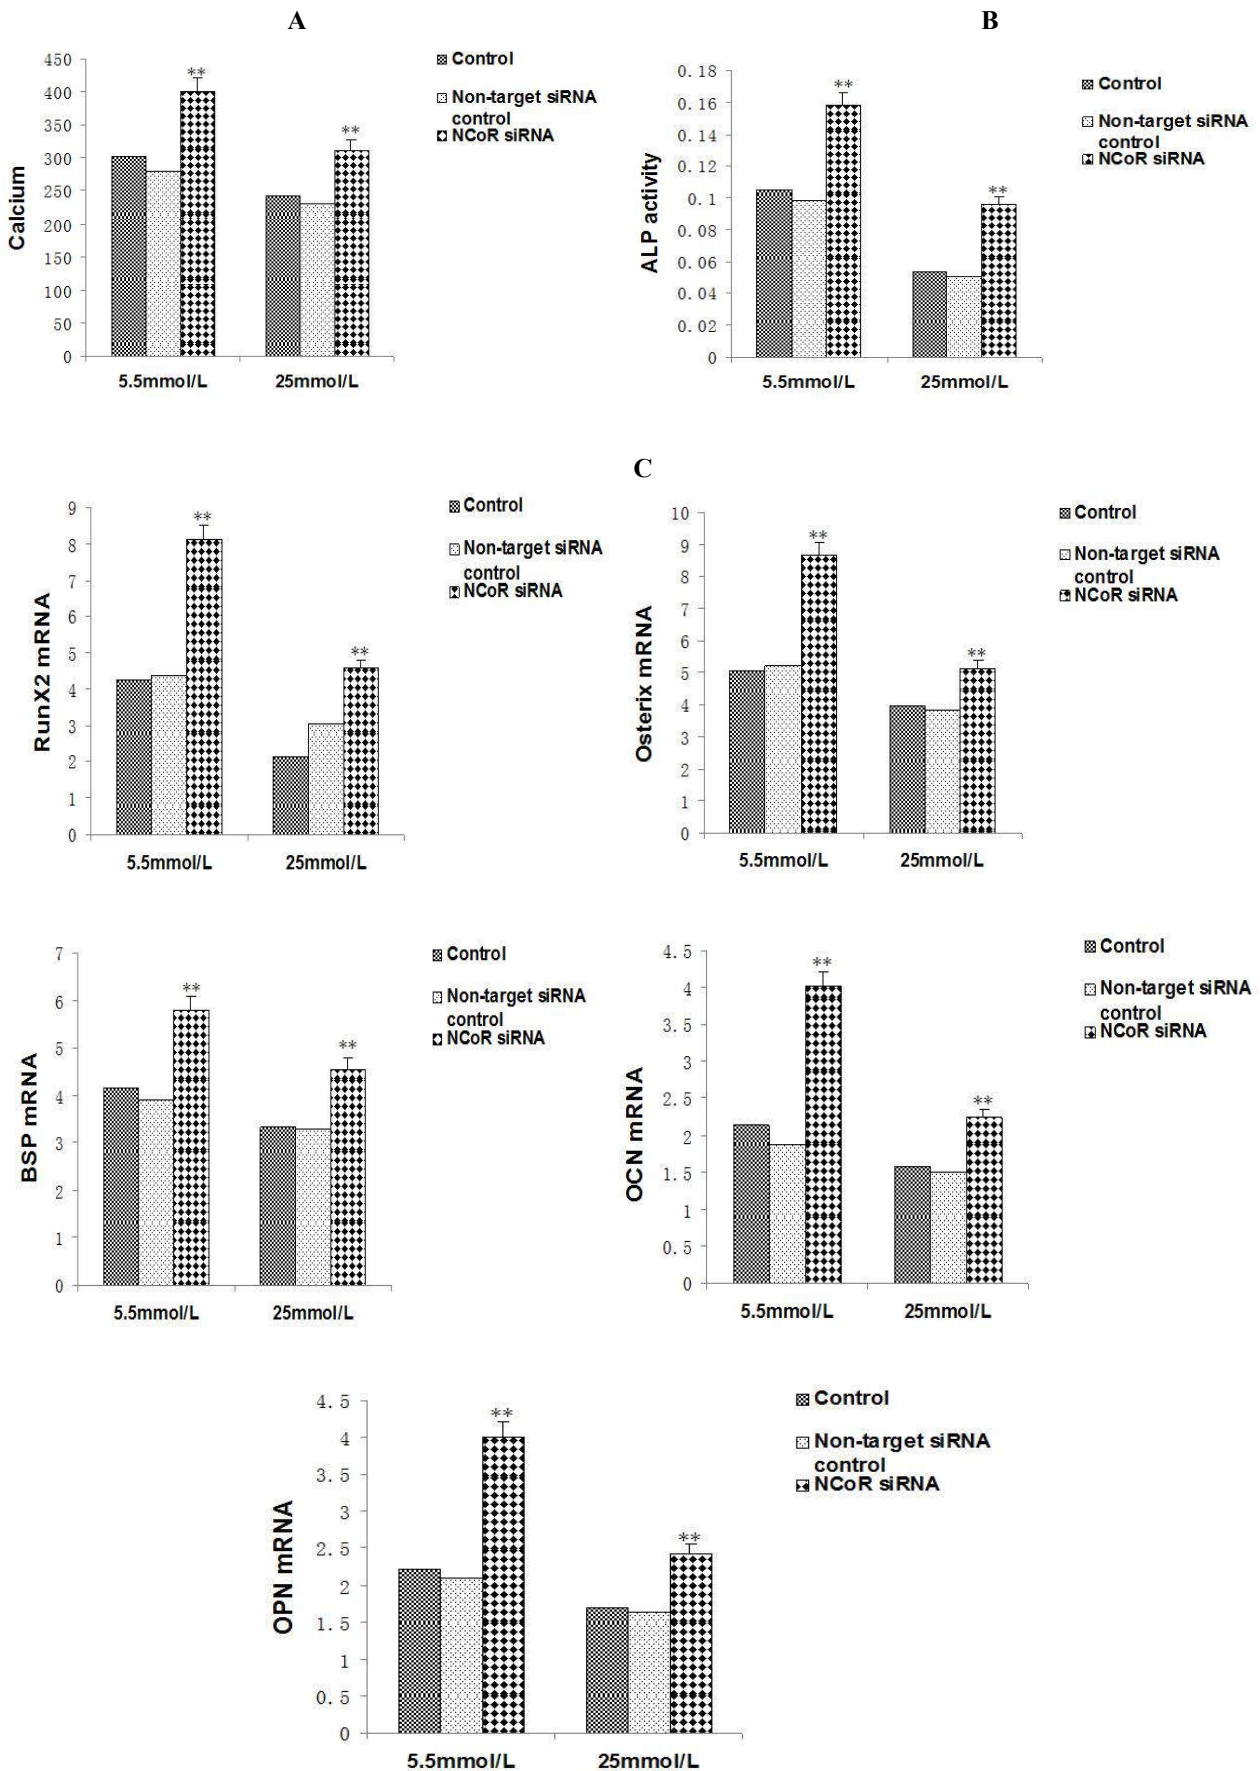 A
B
450
400
350
300
250
200
150
100
50
0
Calcium
**
**
5.5mmol/L
25mmol/L
Control
Non-target siRNA
control
NCoR siRNA
0.18
0.16
0.14
0.12
0.1
0.08
0.06
0.04
0.02
0
ALP activity
**
**
5.5mmol/L
25mmol/L
Control
Non-target siRNA
control
NCoR siRNA
C
9
8
7
6
5
4
3
2
1
0
RunX2 mRNA
**
**
5.5mmol/L
25mmol/L
Control
Non-target siRNA
control
NCoR siRNA
10
9
8
7
6
5
4
3
2
1
0
Osterix mRNA
**
**
5.5mmol/L
25mmol/L
Control
Non-target siRNA
control
NCoR siRNA
7
6
5
4
3
2
1
0
BSP mRNA
**
**
5.5mmol/L
25mmol/L
Control
Non-target siRNA
control
NCoR siRNA
4.5
4
3.5
3
2.5
2
1.5
1
0.5
0
OCN mRNA
**
**
5.5mmol/L
25mmol/L
Control
Non-target siRNA
control
NCoR siRNA
4.5
4
3.5
3
2.5
2
1.5
1
0.5
0
OPN mRNA
**
**
5.5mmol/L
25mmol/L
Control
Non-target siRNA
control
NCoR siRNA